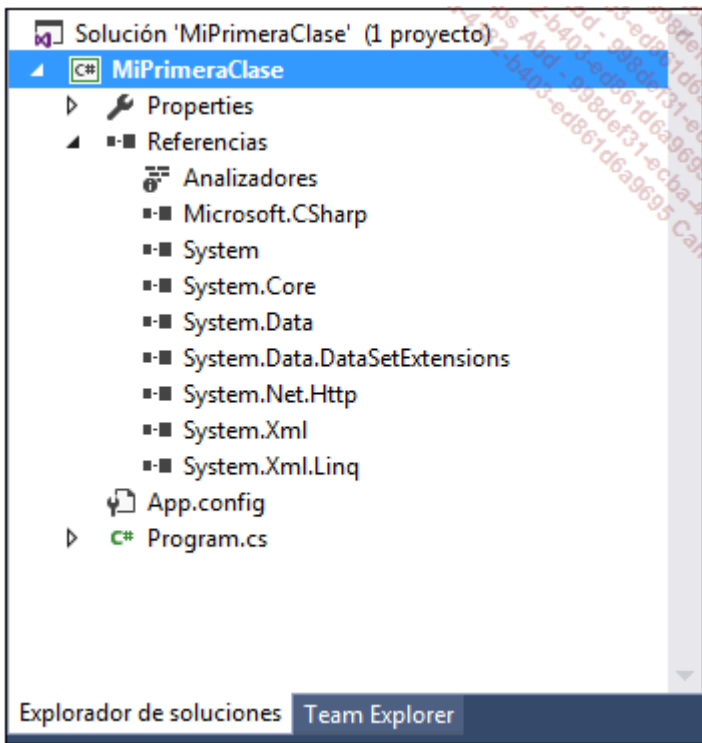 Solución 'MiPrimeraClase' (1 proyecto)
C# MiPrimeraClase
Properties
Referencias
Analizadores
Microsoft.CSharp
System
System.Core
System.Data
System.Data.DataSetExtensions
System.Net.Http
System.Xml
System.Xml.Linq
App.config
C# Program.cs
Explorador de soluciones Team Explorer